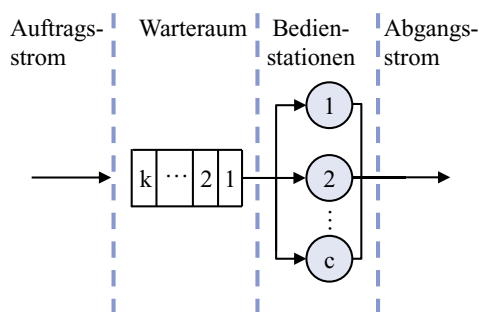 Auftrags-
strom
Warteraum
Bedien-
stationen
Abgangs-
strom
k ... 2 1
1
2
⋮
c